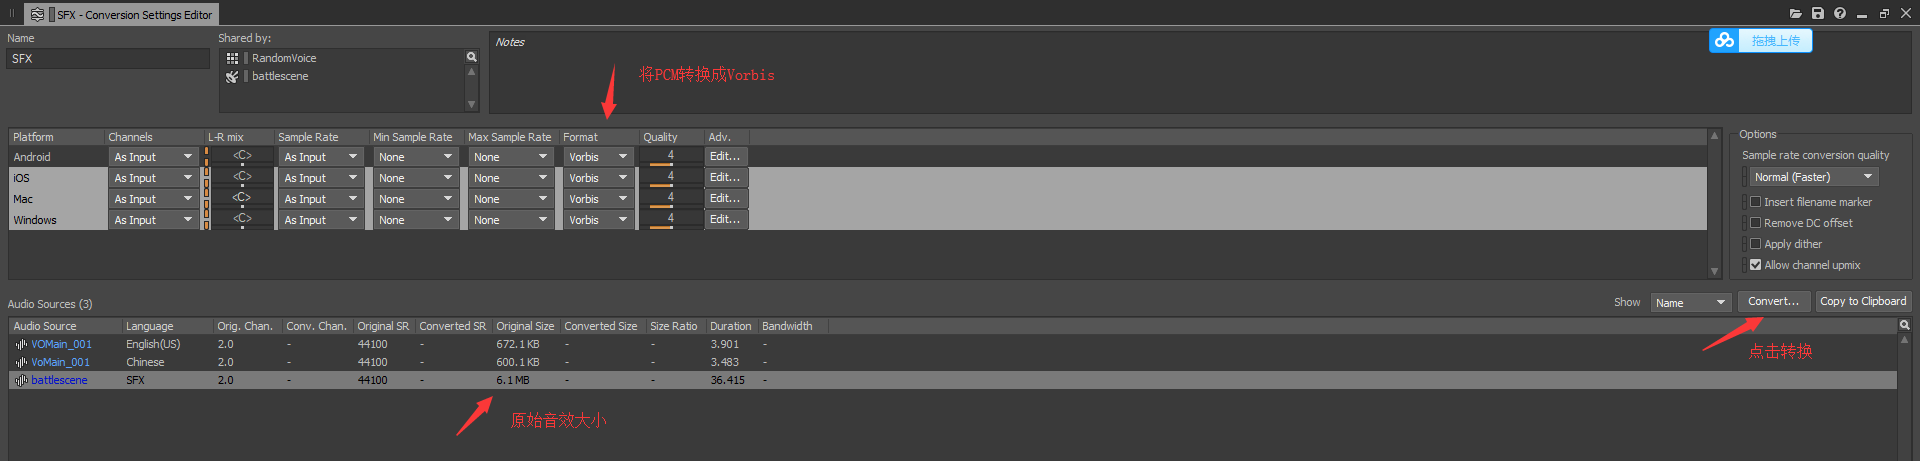 SFX - Conversion Settings Editor
Name
Shared by:
Notes
SFX
RandomVoice
battlescene
拖拽上传
将PCM转换成Vorbis
Platform Channels L-R mix Sample Rate Min Sample Rate Max Sample Rate Format Quality Adv.
Android As Input <C> As Input None None Vorbis 4 Edit...
iOS As Input <C> As Input None None Vorbis 4 Edit...
Mac As Input <C> As Input None None Vorbis 4 Edit...
Windows As Input <C> As Input None None Vorbis 4 Edit...
Options
Sample rate conversion quality
Normal (Faster)
Insert filename marker
Remove DC offset
Apply dither
Allow channel upmix
Audio Sources (3)
Show Name Convert... Copy to Clipboard
Audio Source Language Orig. Chan. Conv. Chan. Original SR Converted SR Original Size Converted Size Size Ratio Duration Bandwidth
VOMain_001 English(US) 2.0 - 44100 - 672.1 KB - - 3.901 -
VoMain_001 Chinese 2.0 - 44100 - 600.1 KB - - 3.483 -
battlescene SFX 2.0 - 44100 - 6.1 MB - - 36.415 -
点击转换
原始音效大小